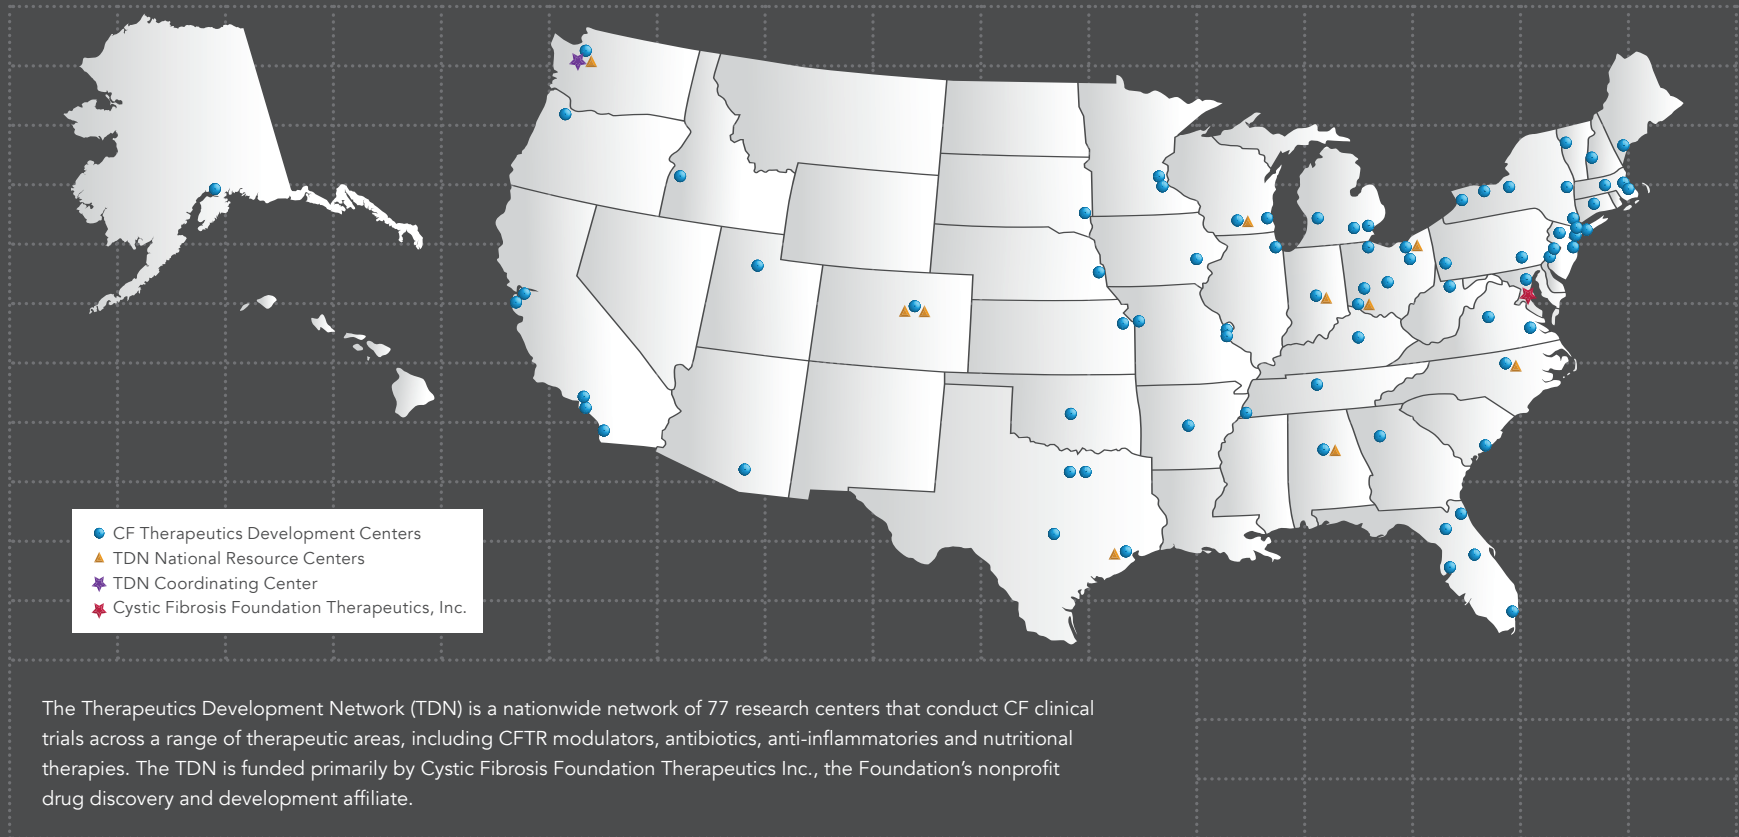 CF Therapeutics Development Centers
TDN National Resource Centers
TDN Coordinating Center
Cystic Fibrosis Foundation Therapeutics, Inc.
The Therapeutics Development Network (TDN) is a nationwide network of 77 research centers that conduct CF clinical
trials across a range of therapeutic areas, including CFTR modulators, antibiotics, anti-inflammatories and nutritional
therapies. The TDN is funded primarily by Cystic Fibrosis Foundation Therapeutics Inc., the Foundation’s nonprofit
drug discovery and development affiliate.